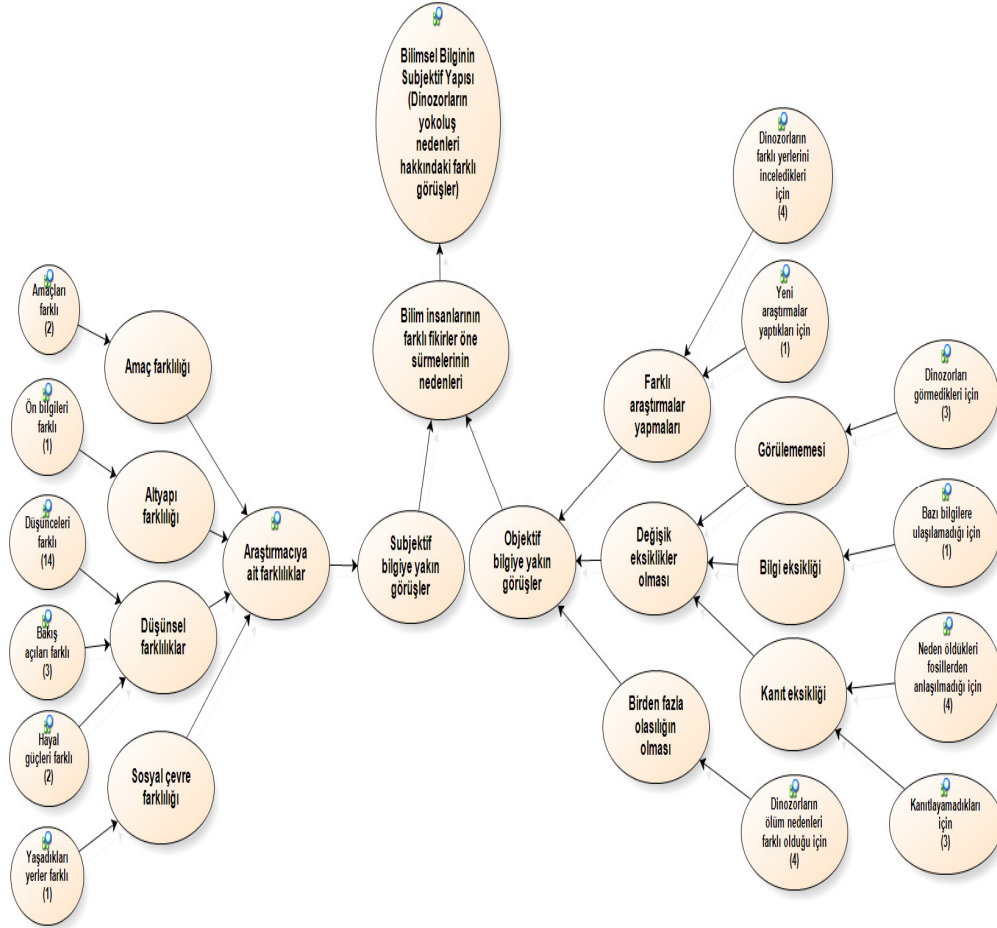 Bilimsel Bilginin
Subjektif Yapısı
(Dinozorların
yokoluş
nedenleri
hakkındaki farklı
görüşler)
Bilim insanlarının
farklı fikirler öne
sürmelerinin
nedenleri
Amaçları
farklı
(2)
Amaç farklılığı
Ön bilgileri
farklı
(1)
Altyapı
farklılığı
Düşünceleri
farklı
(14)
Bakış
açıları farklı
(3)
Hayal
güçleri farklı
(2)
Düşünsel
farklılıklar
Yaşadıkları
yerler farklı
(1)
Sosyal çevre
farklılığı
Araştırmacıya
ait farklılıklar
Subjektif
bilgiye yakın
görüşler
Objektif
bilgiye yakın
görüşler
Farklı
araştırmalar
yapmaları
Dinozorların
farklı yerlerini
inceledikleri
için
(4)
Yeni
araştırmalar
yaptıkları için
(1)
Değişik
eksiklikler
olması
Görülememesi
Dinozorları
görmedikleri için
(3)
Bilgi eksikliği
Bazı bilgilere
ulaşılamadığı için
(1)
Kanıt eksikliği
Neden öldükleri
fosillerden
anlaşılmadığı için
(4)
Kanıtlayamadıkları
için
(3)
Birden fazla
olasılığın
olması
Dinozorların
ölüm nedenleri
farklı olduğu için
(4)